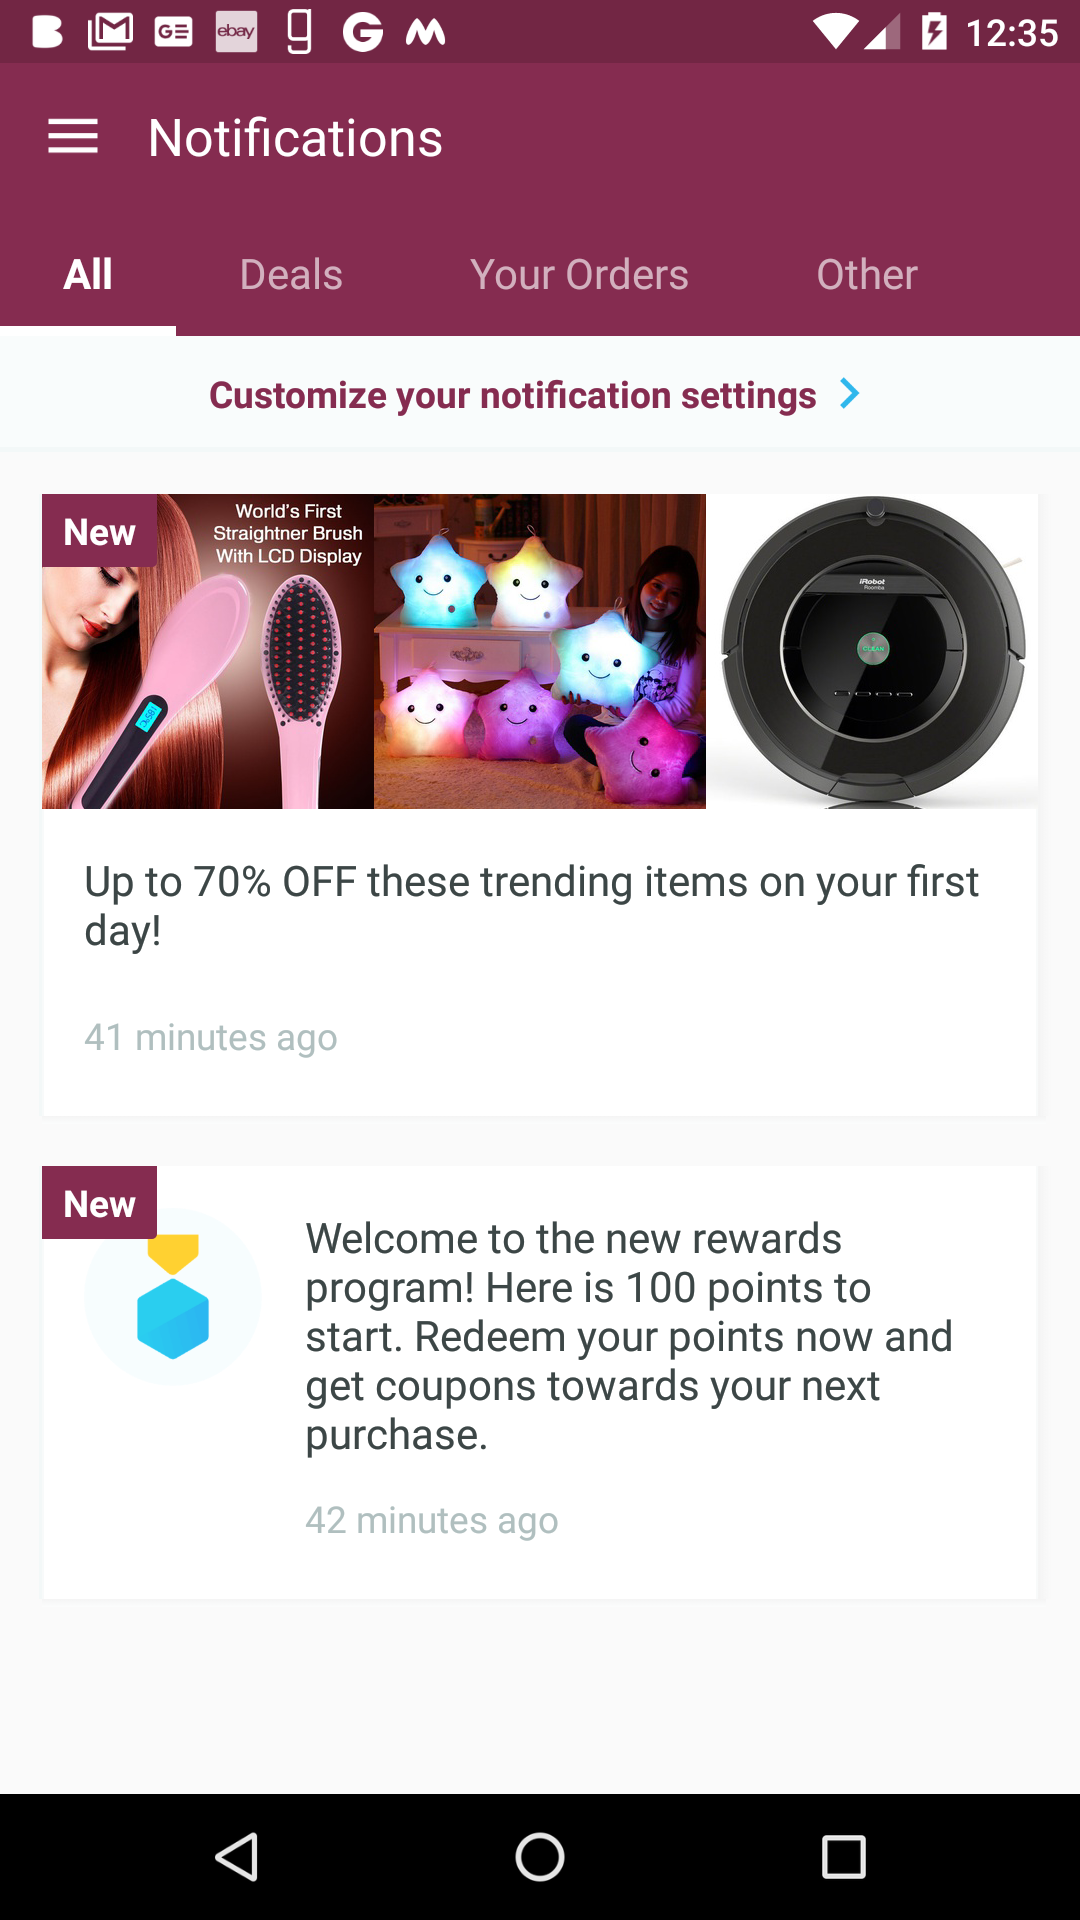 ebay
12:35
Notifications
All
Deals
Your Orders
Other
Customize your notification settings
New
World's First
Straightner Brush
With LCD Display
iRobot
Roomba
CLEAN
Up to 70% OFF these trending items on your first
day!
41 minutes ago
New
Welcome to the new rewards
program! Here is 100 points to
start. Redeem your points now and
get coupons towards your next
purchase.
42 minutes ago